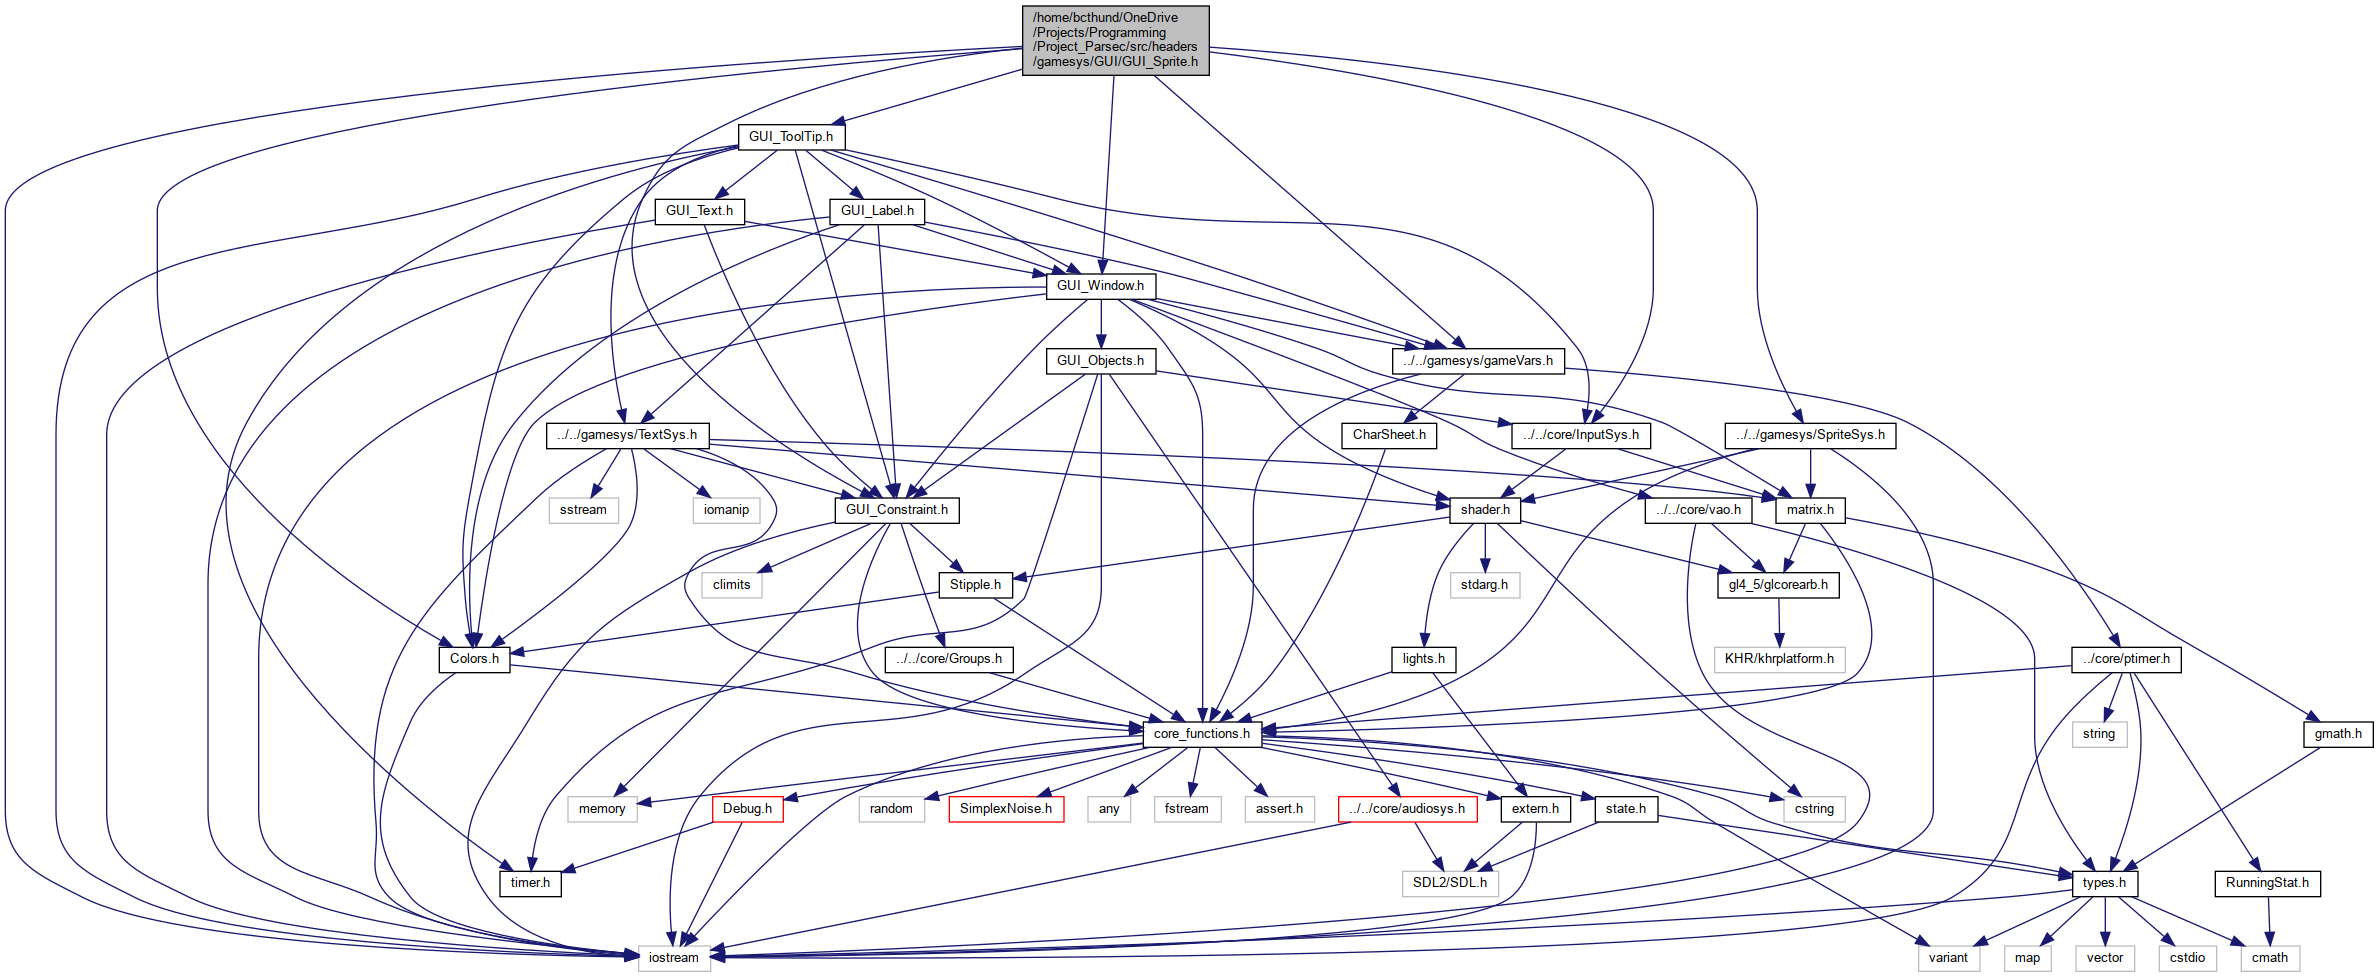 /home/bcthund/OneDrive
/Projects/Programming
/Project_Parsec/src/headers
/gamesys/GUI/GUI_Sprite.h
GUI_ToolTip.h
GUI_Text.h
GUI_Label.h
GUI_Window.h
GUI_Objects.h
../../gamesys/gameVars.h
../../gamesys/TextSys.h
CharSheet.h
../../core/InputSys.h
../../gamesys/SpriteSys.h
sstream
iomanip
GUI_Constraint.h
shader.h
../../core/vao.h
matrix.h
climits
Stipple.h
stdarg.h
gl4_5/glcorearb.h
Colors.h
../../core/Groups.h
lights.h
KHR/khrplatform.h
../core/ptimer.h
core_functions.h
string
gmath.h
memory
Debug.h
random
SimplexNoise.h
any
fstream
assert.h
../../core/audiosys.h
extern.h
state.h
cstring
timer.h
SDL2/SDL.h
types.h
RunningStat.h
iostream
variant
map
vector
cstdio
cmath